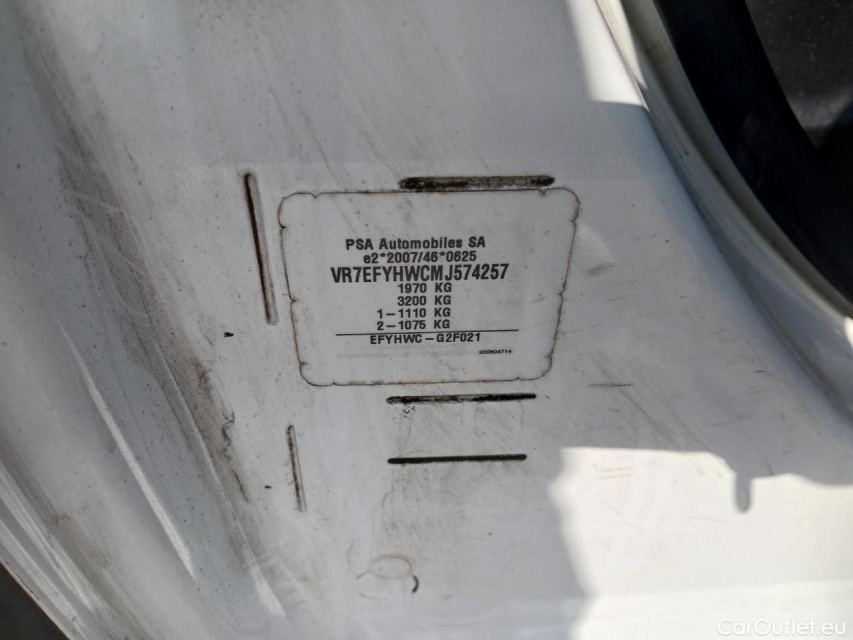 PSA Automobiles SA
e2*2007/46*0625
VR7EFYHWCMJ574257
1970 KG
3200 KG
1-1110 KG
2-1075 KG
EFYHWC-G2F021
200604714
CarOutlet.eu